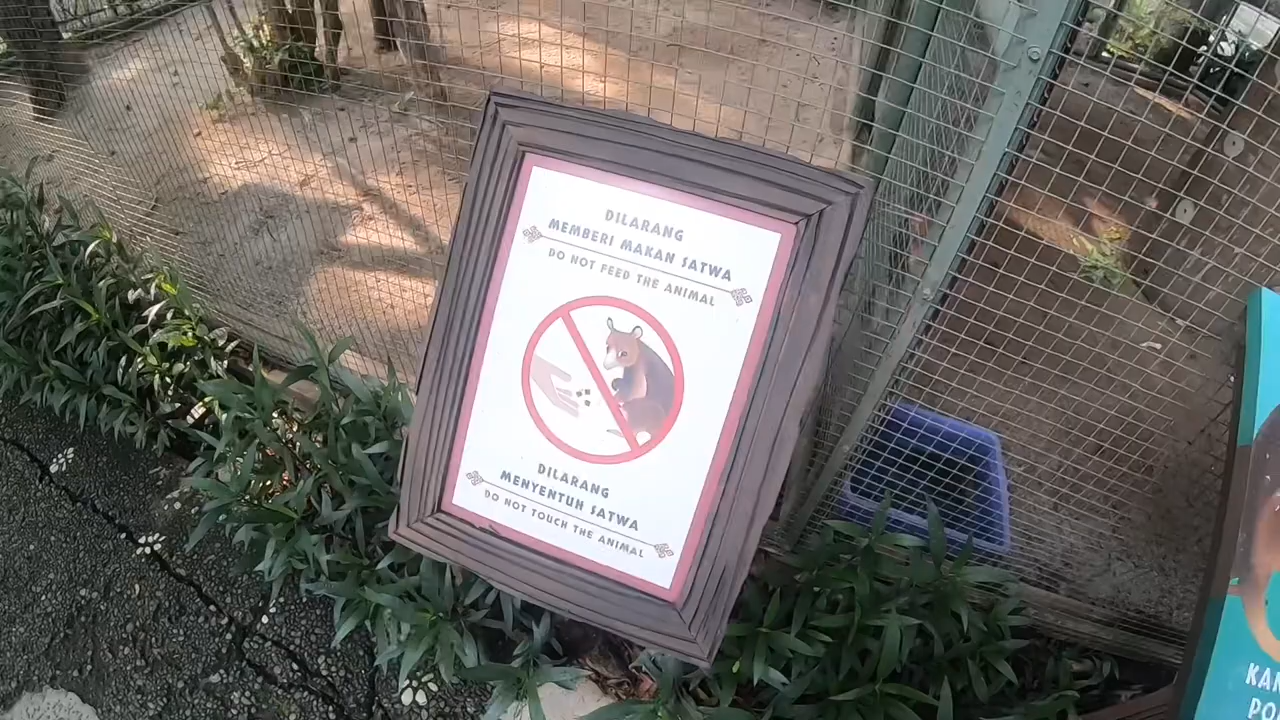 DILARANG
MEMBERI MAKAN SATWA
DO NOT FEED THE ANIMAL
DILARANG
MENYENTUH SATWA
DO NOT TOUCH THE ANIMAL